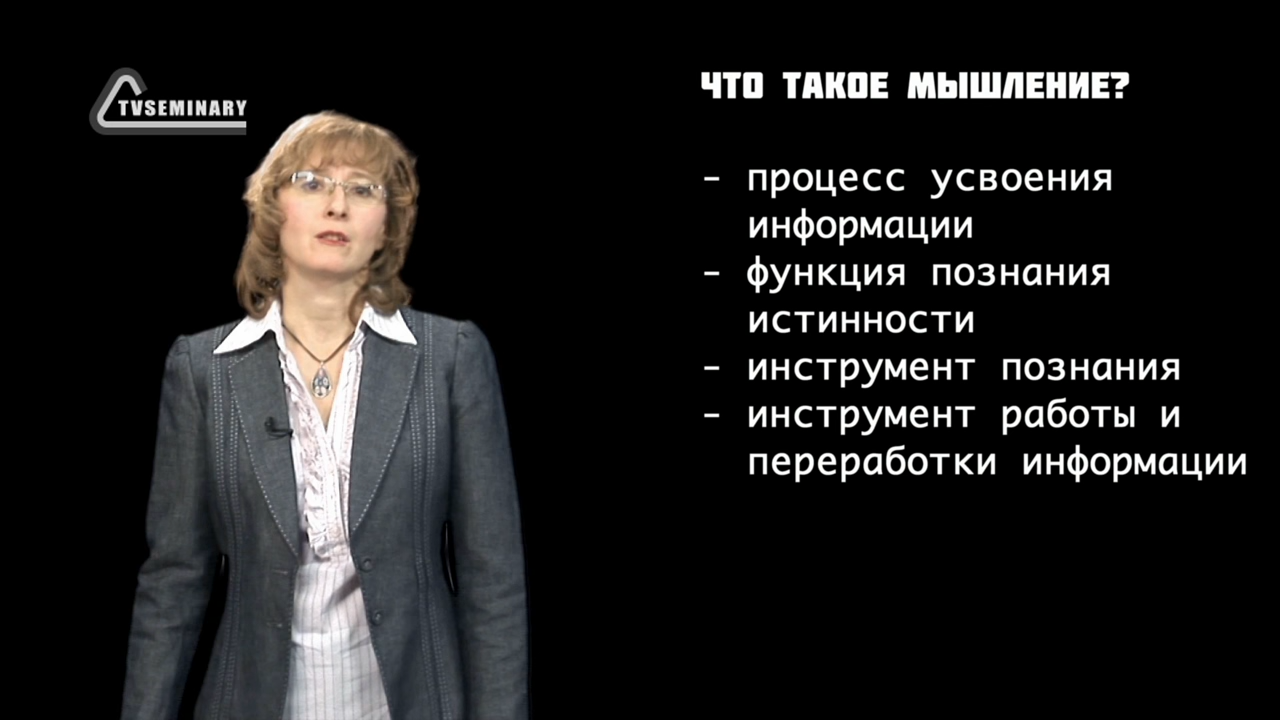 TVSEMINARY
ЧТО ТАКОЕ МЫШЛЕНИЕ?
- процесс усвоения
информации
- функция познания
истинности
- инструмент познания
- инструмент работы и
переработки информации